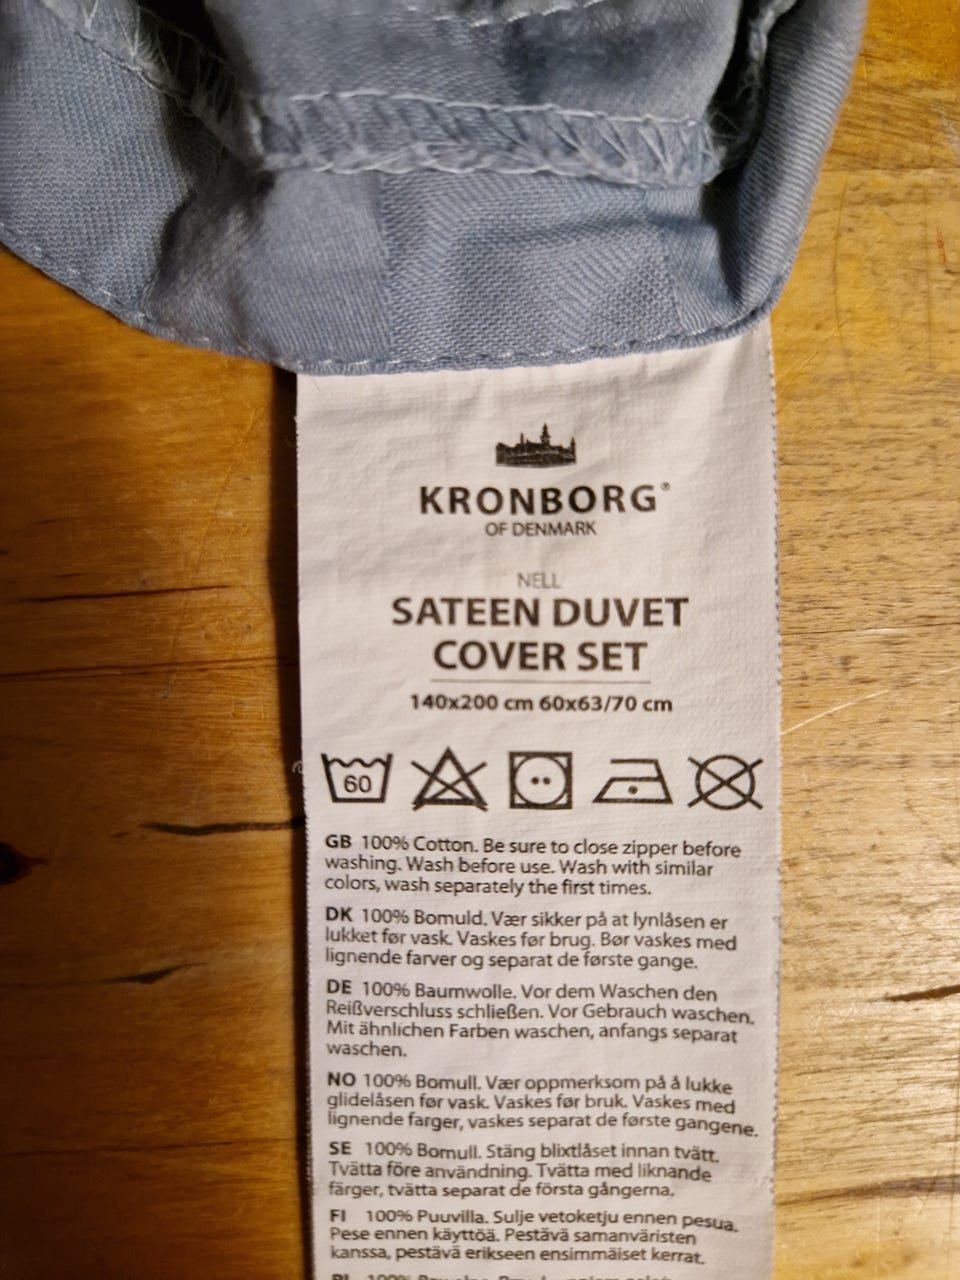 KRONBORG®
OF DENMARK
NELL
SATEEN DUVET
COVER SET
140x200 cm 60x63/70 cm
60
GB 100% Cotton. Be sure to close zipper before
washing. Wash before use. Wash with similar
colors, wash separately the first times.
DK 100% Bomuld. Vær sikker på at lynlåsen er
lukket før vask. Vaskes før brug. Bør vaskes med
lignende farver og separat de første gange.
DE 100% Baumwolle. Vor dem Waschen den
Reißverschluss schließen. Vor Gebrauch waschen.
Mit ähnlichen Farben waschen, anfangs separat
waschen.
NO 100% Bomull. Vær oppmerksom på å lukke
glidelåsen før vask. Vaskes før bruk. Vaskes med
lignende farger, vaskes separat de første gangene.
SE 100% Bomull. Stäng blixtlåset innan tvätt.
Tvätta före användning. Tvätta med liknande
färger, tvätta separat de första gångerna.
FI 100% Puuvilla. Sulje vetoketju ennen pesua.
Pese ennen käyttöä. Pestävä samanväristen
kanssa, pestävä erikseen ensimmäiset kerrat.
100%